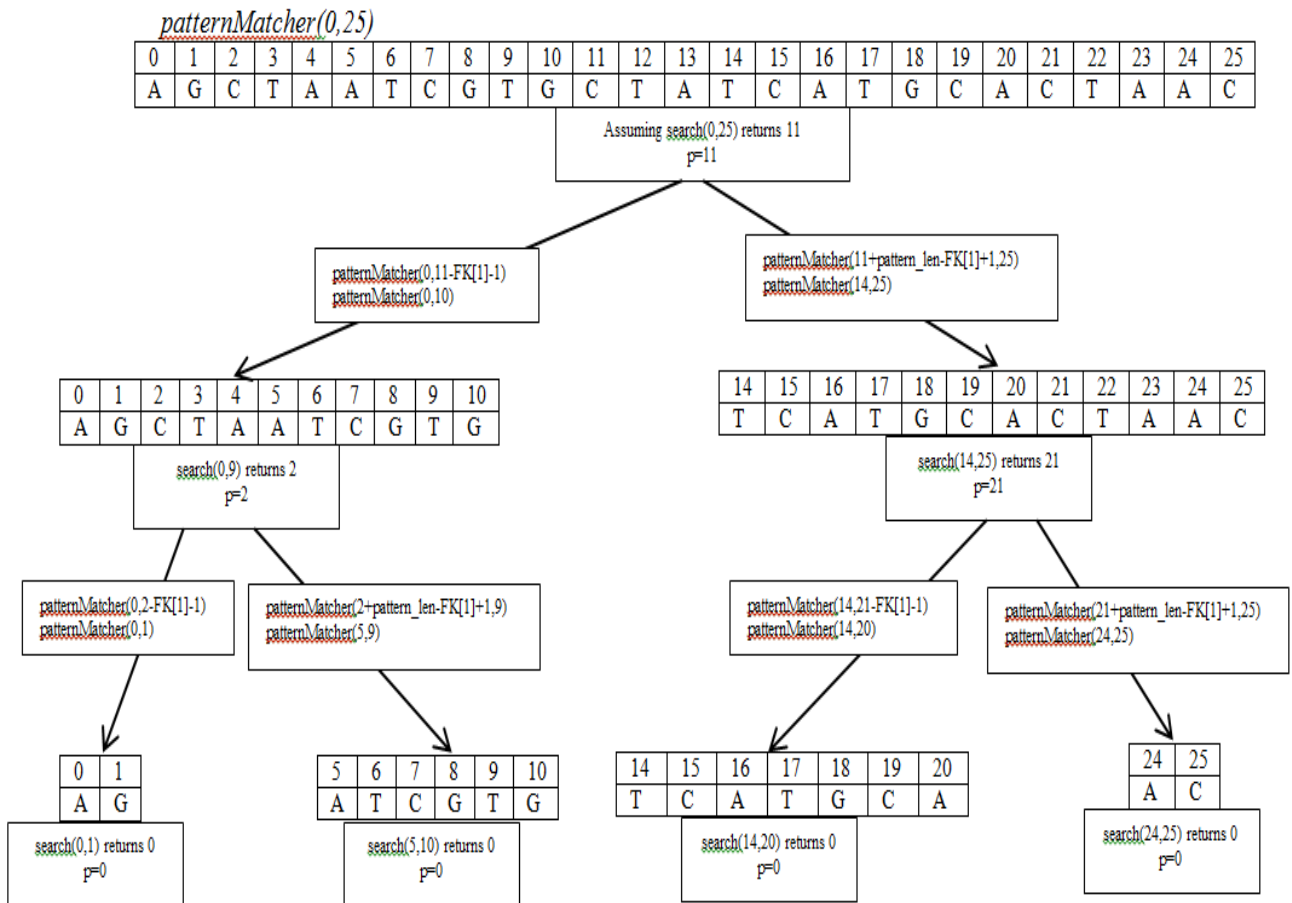 patternMatcher(0,25)
0 1 2 3 4 5 6 7 8 9 10 11 12 13 14 15 16 17 18 19 20 21 22 23 24 25
A G C T A A T C G T G C T A T C A T G C A C T A A C
Assuming search(0,25) returns 11
p=11
patternMatcher(0,11-FK[1]-1)
patternMatcher(0,10)
patternMatcher(11+pattern_len-FK[1]+1,25)
patternMatcher(14,25)
0 1 2 3 4 5 6 7 8 9 10
A G C T A A T C G T G
14 15 16 17 18 19 20 21 22 23 24 25
T C A T G C A C T A A C
search(0,9) returns 2
p=2
search(14,25) returns 21
p=21
patternMatcher(0,2-FK[1]-1)
patternMatcher(0,1)
patternMatcher(2+pattern_len-FK[1]+1,9)
patternMatcher(5,9)
patternMatcher(14,21-FK[1]-1)
patternMatcher(14,20)
patternMatcher(21+pattern_len-FK[1]+1,25)
patternMatcher(24,25)
0 1
A G
5 6 7 8 9 10
A T C G T G
14 15 16 17 18 19 20
T C A T G C A
24 25
A C
search(0,1) returns 0
p=0
search(5,10) returns 0
p=0
search(14,20) returns 0
p=0
search(24,25) returns 0
p=0